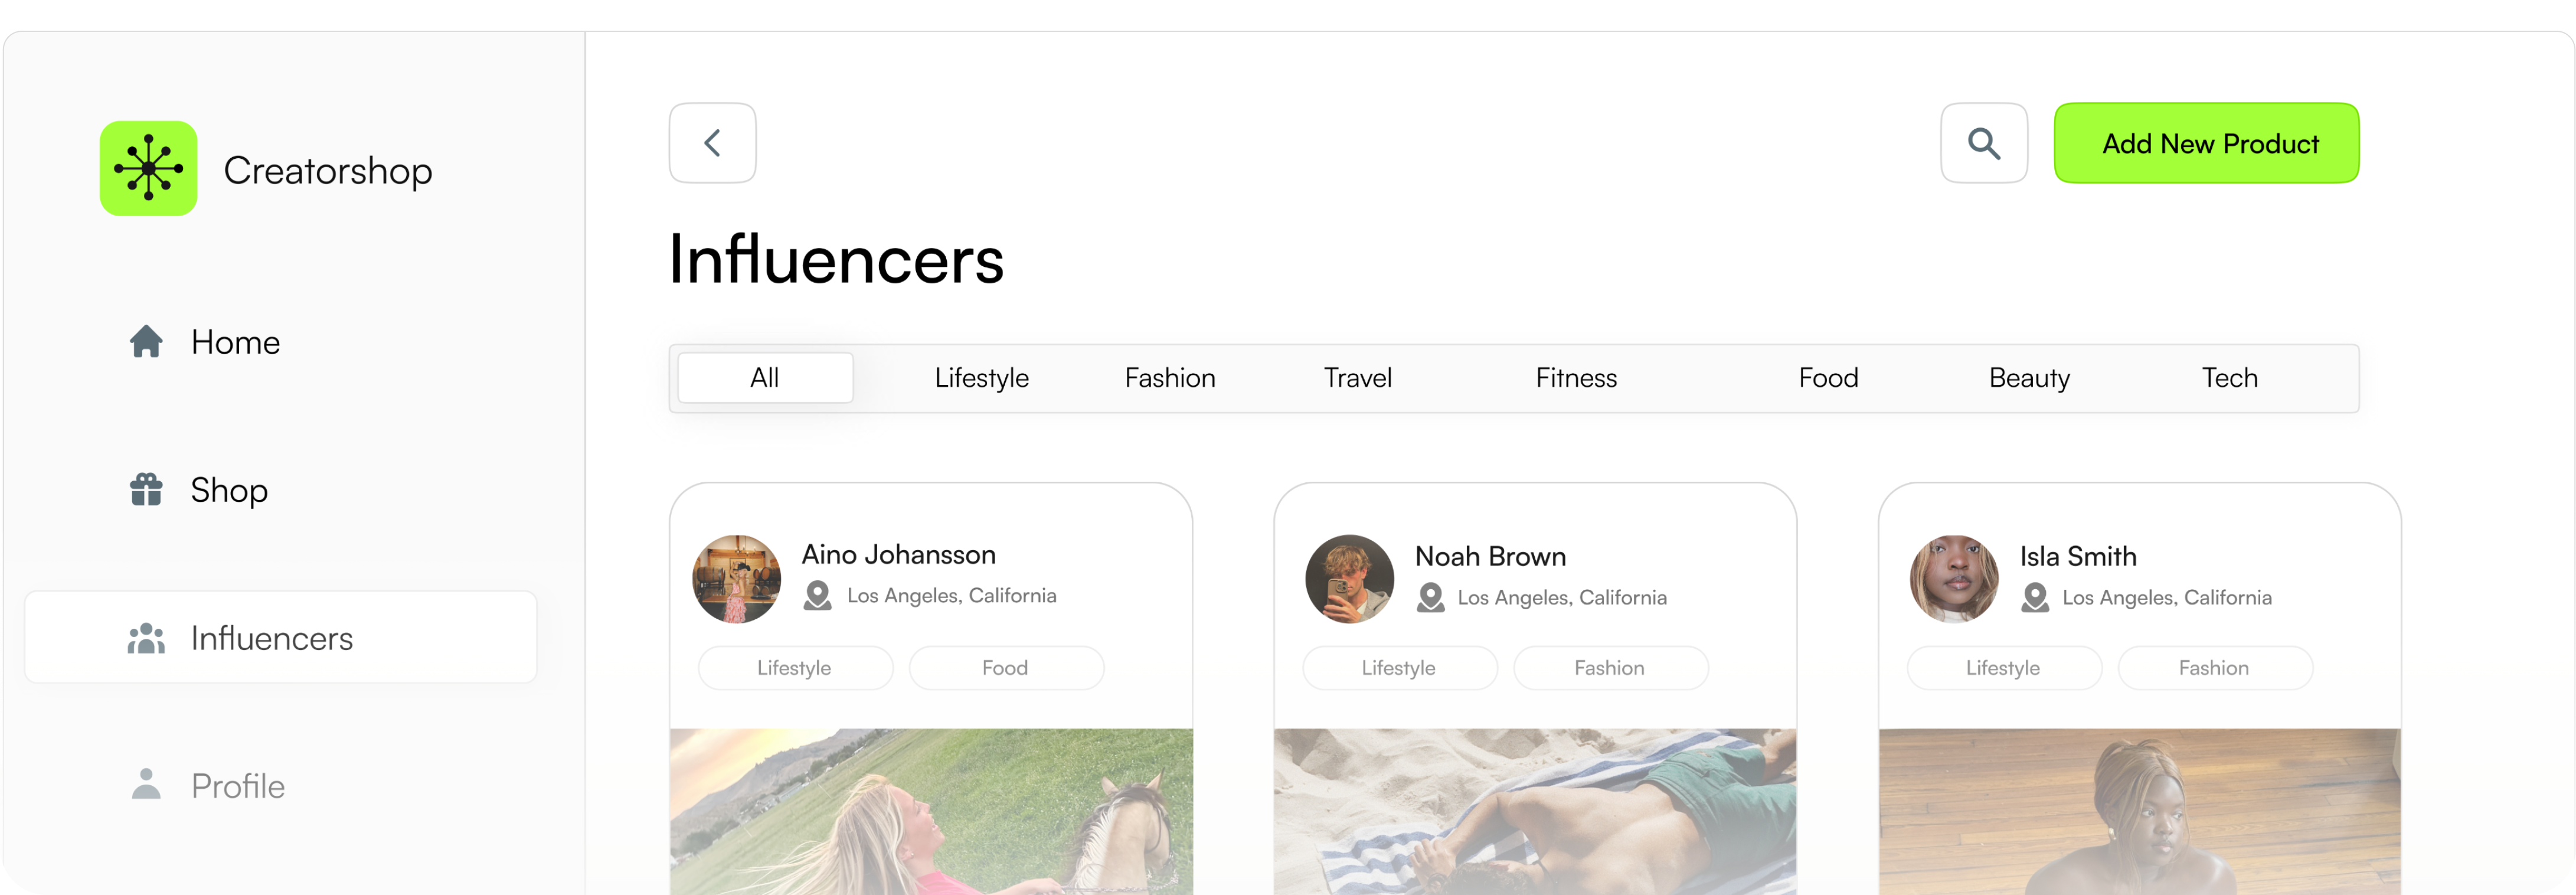 Creatorshop
Home
Shop
Influencers
Profile
Add New Product
Influencers
All Lifestyle Fashion Travel Fitness Food Beauty Tech
Aino Johansson
Los Angeles, California
Lifestyle Food
Noah Brown
Los Angeles, California
Lifestyle Fashion
Isla Smith
Los Angeles, California
Lifestyle Fashion